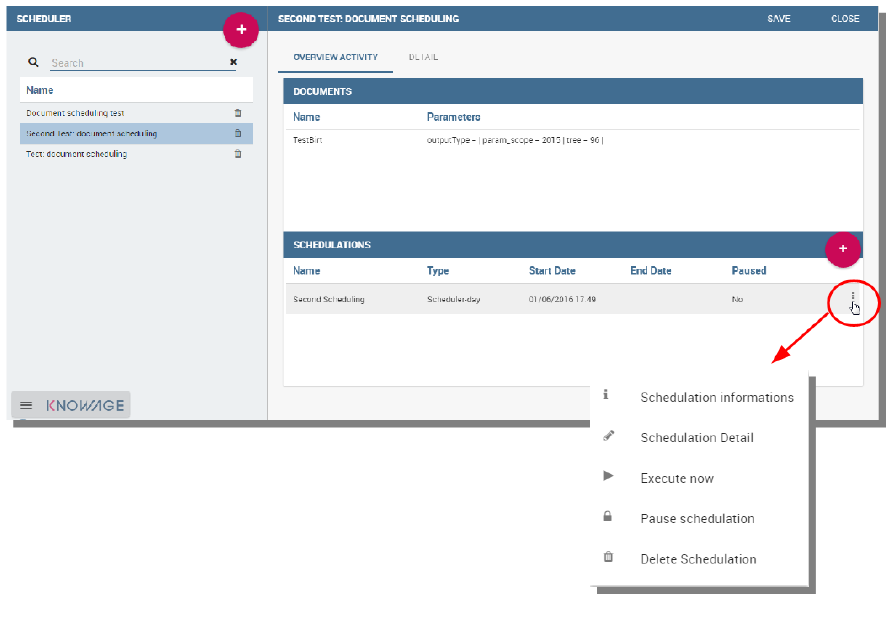 SCHEDULER
+
SECOND TEST: DOCUMENT SCHEDULING
SAVE
CLOSE
Search
Name
Document scheduling test
Second Test: document scheduling
Test: document scheduling
KNOWAGE
OVERVIEW ACTIVITY
DETAIL
DOCUMENTS
Name
Parameters
TestBirt
outputType = | param_scope = 2015 | tree = 96 |
SCHEDULATIONS
+
Name
Type
Start Date
End Date
Paused
Second Scheduling
Scheduler-day
01/06/2016 17:49
No
Schedulation informations
Schedulation Detail
Execute now
Pause schedulation
Delete Schedulation